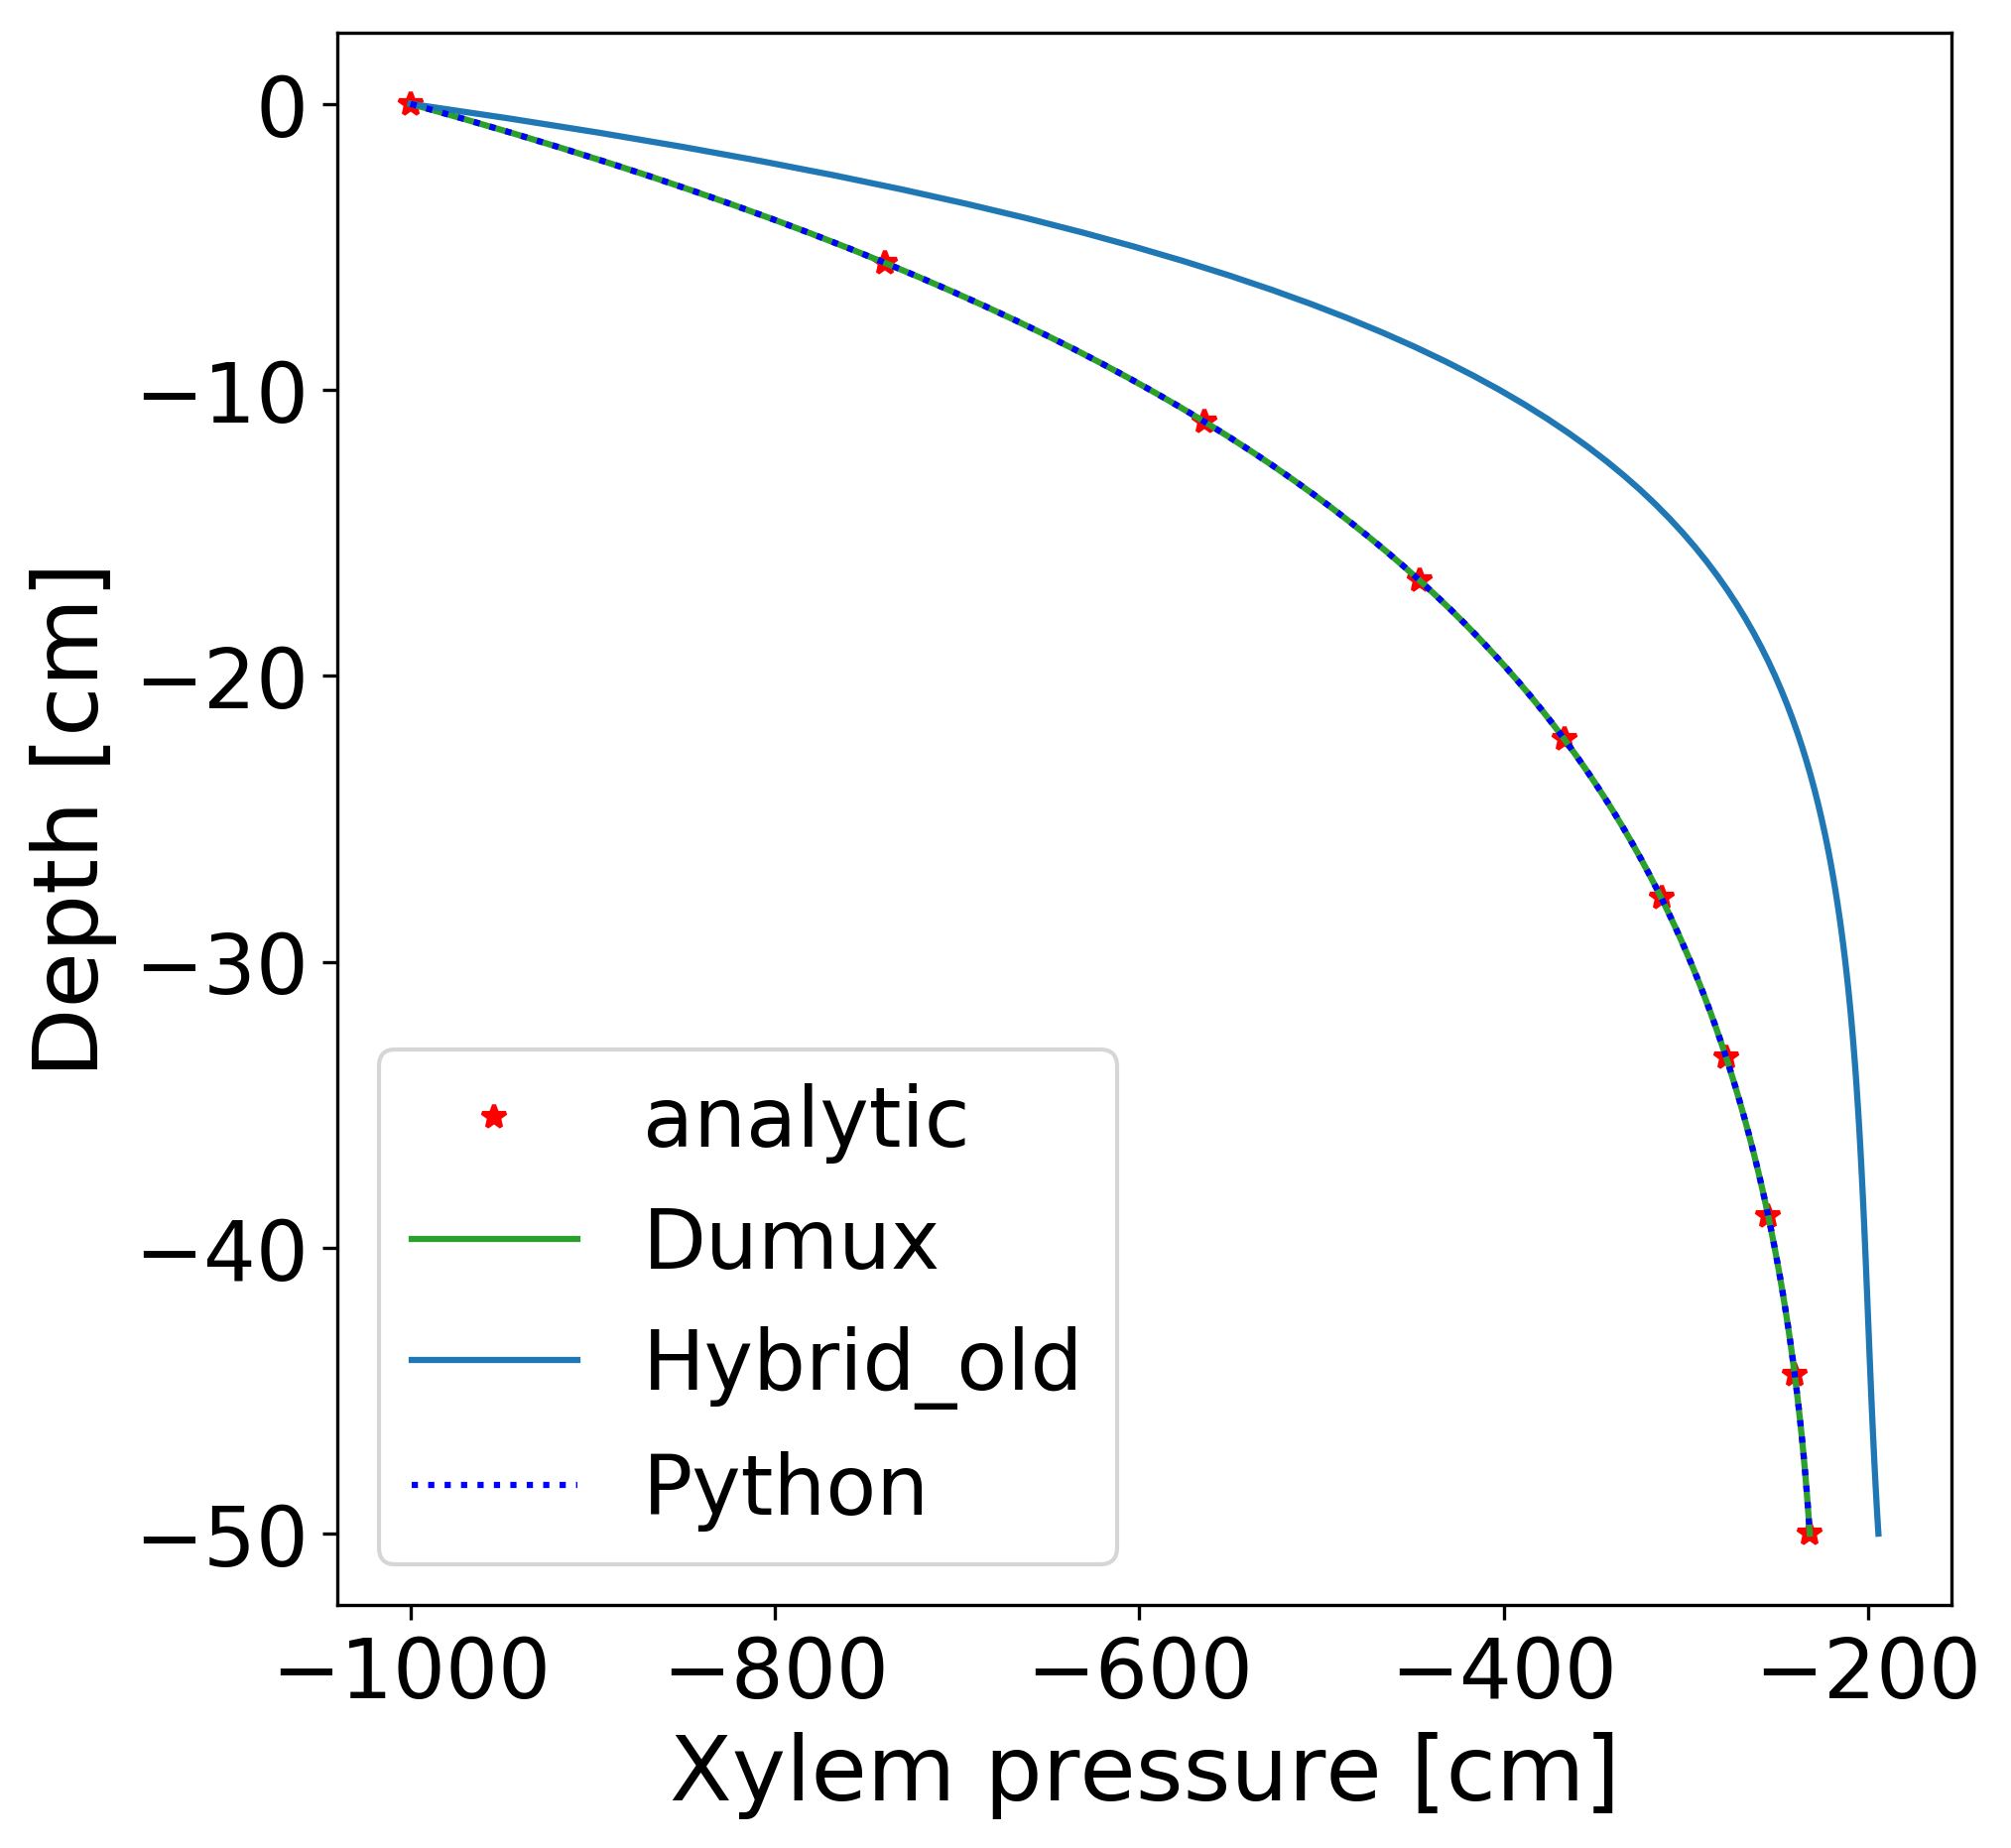 0
−10
−20
−30
−40
−50
Depth [cm]
analytic
Dumux
Hybrid_old
Python
−1000 −800 −600 −400 −200
Xylem pressure [cm]